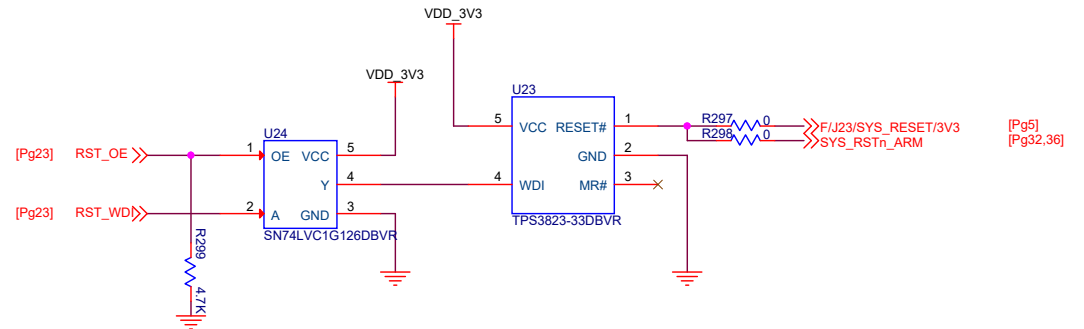 VDD_3V3
VDD_3V3
U23
5 VCC RESET# 1
R297 0
F/J23/SYS_RESET/3V3 [Pg5]
R298 0
SYS_RSTn_ARM [Pg32,36]
U24
[Pg23] RST_OE 1 OE VCC 5
GND 2
Y 4
4 WDI MR# 3
[Pg23] RST_WDI 2 A GND 3
TPS3823-33DBVR
SN74LVC1G126DBVR
R299
4.7K